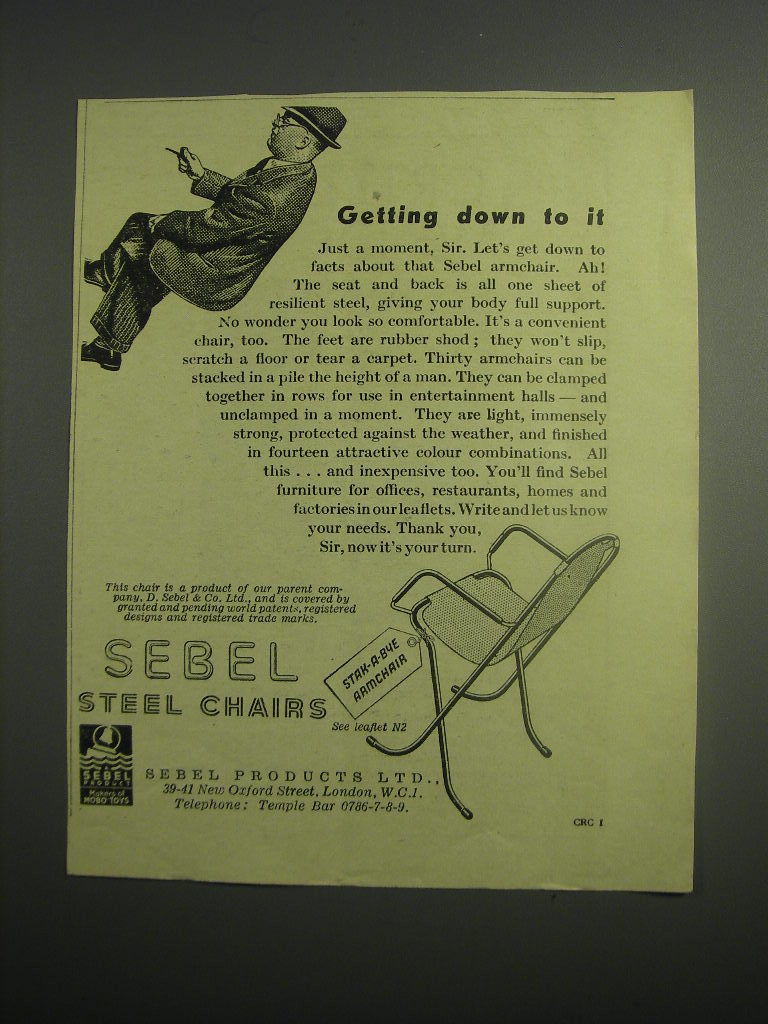 Getting down to it
Just a moment, Sir. Let's get down to
facts about that Sebel armchair. Ah!
The seat and back is all one sheet of
resilient steel, giving your body full support.
No wonder you look so comfortable. It's a convenient
chair, too. The feet are rubber shod; they won't slip,
scratch a floor or tear a carpet. Thirty armchairs can be
stacked in a pile the height of a man. They can be clamped
together in rows for use in entertainment halls — and
unclamped in a moment. They are light, immensely
strong, protected against the weather, and finished
in fourteen attractive colour combinations. All
this . . . and inexpensive too. You'll find Sebel
furniture for offices, restaurants, homes and
factories in our leaflets. Write and let us know
your needs. Thank you,
Sir, now it's your turn.
This chair is a product of our parent com-
pany, D. Sebel & Co. Ltd., and is covered by
granted and pending world patents, registered
designs and registered trade marks.
SEBEL
STEEL CHAIRS
STAK-A-BYE
ARMCHAIR
See leaflet N2
A
SEBEL
PRODUCT
Makers of
MOBO TOYS
SEBEL PRODUCTS LTD.,
39-41 New Oxford Street, London, W.C.1.
Telephone: Temple Bar 0786-7-8-9.
CRC 1